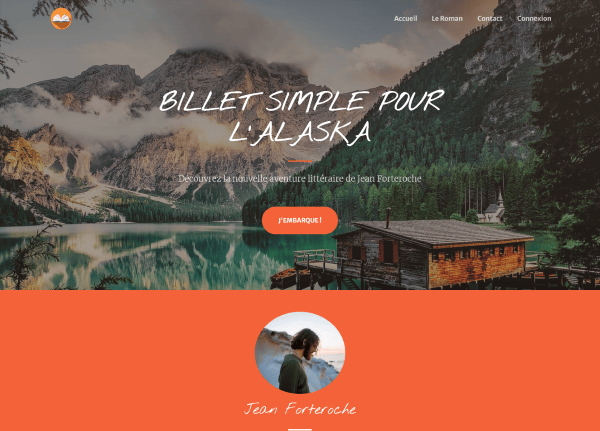 Accueil Le Roman Contact Connexion
BILLET SIMPLE POUR
L'ALASKA
Découvrez la nouvelle aventure littéraire de Jean Forteroche
J'EMBARQUE !
Jean Forteroche